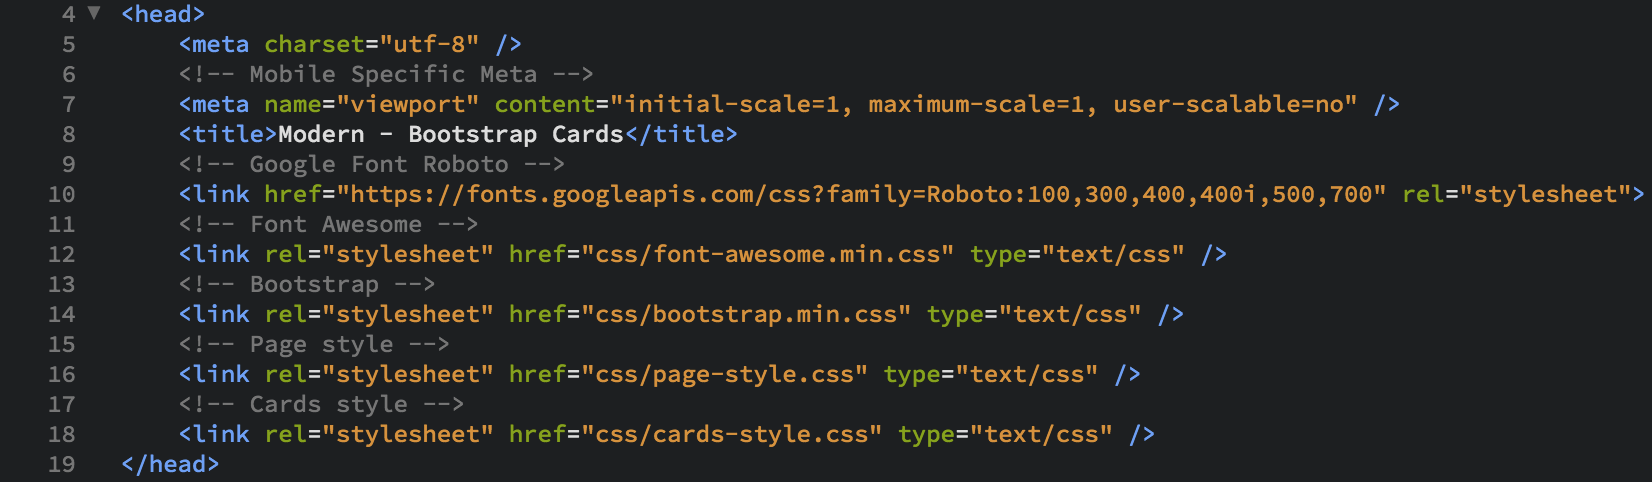 4 ▼ <head>
5 <meta charset="utf-8" />
6 <!-- Mobile Specific Meta -->
7 <meta name="viewport" content="initial-scale=1, maximum-scale=1, user-scalable=no" />
8 <title>Modern - Bootstrap Cards</title>
9 <!-- Google Font Roboto -->
10 <link href="https://fonts.googleapis.com/css?family=Roboto:100,300,400,400i,500,700" rel="stylesheet">
11 <!-- Font Awesome -->
12 <link rel="stylesheet" href="css/font-awesome.min.css" type="text/css" />
13 <!-- Bootstrap -->
14 <link rel="stylesheet" href="css/bootstrap.min.css" type="text/css" />
15 <!-- Page style -->
16 <link rel="stylesheet" href="css/page-style.css" type="text/css" />
17 <!-- Cards style -->
18 <link rel="stylesheet" href="css/cards-style.css" type="text/css" />
19 </head>